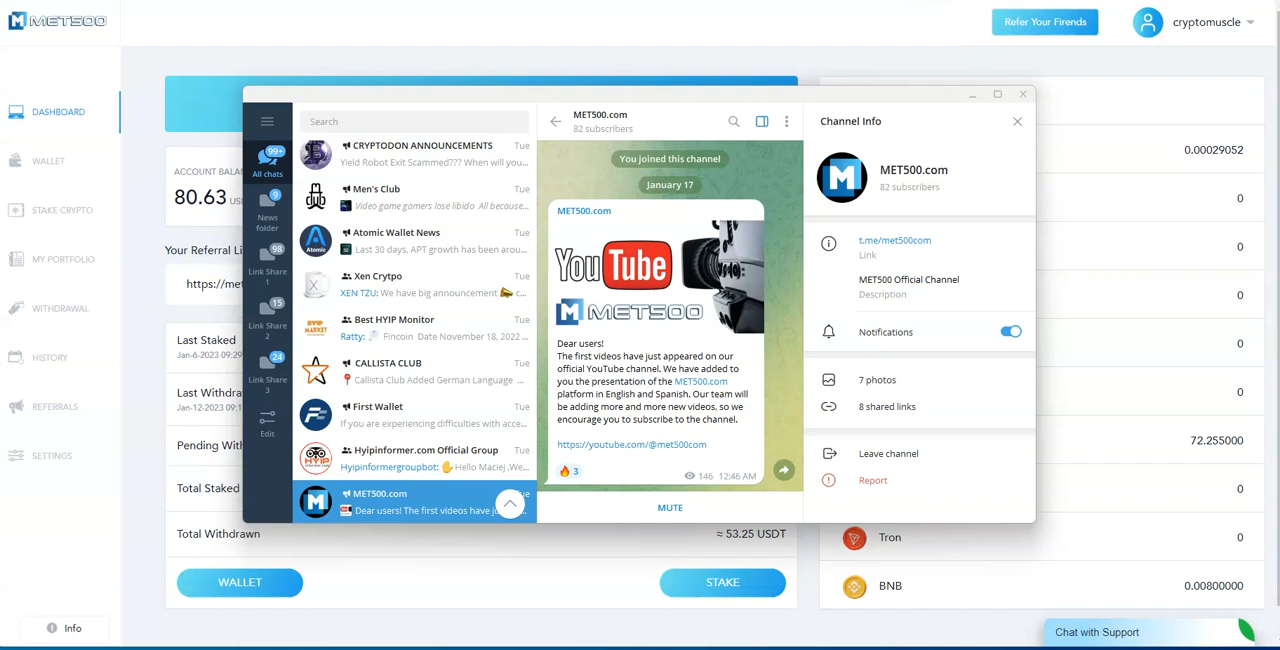 MET500
Refer Your Firends
cryptomuscle
DASHBOARD
WALLET
STAKE CRYPTO
MY PORTFOLIO
WITHDRAWAL
HISTORY
REFERRALS
SETTINGS
Info
ACCOUNT BALA
80.63 US
Your Referral Li
https://met
Last Staked
Jan-6-2023 09:29
Last Withdra
Jan-12-2023 09:1
Pending With
Total Staked
Total Withdrawn
≈ 53.25 USDT
WALLET
STAKE
99+
All chats
9
News
folder
98
Link Share
1
15
Link Share
2
24
Link Share
3
Edit
Search
CRYPTODON ANNOUNCEMENTS Tue
Yield Robot Exit Scammed??? When will you...
Men's Club Tue
Video game gamers lose libido All because...
Atomic Wallet News Tue
Last 30 days, APT growth has been arou...
Xen Crytpo Tue
XEN TZU: We have big announcement c...
Best HYIP Monitor Tue
Ratty: Fincoin Date November 18, 2022 ...
CALLISTA CLUB Tue
Callista Club Added German Language ...
First Wallet Tue
If you are experiencing difficulties with acce...
Hyipinformer.com Official Group Tue
Hyipinformergroupbot: Hello Maciej .We...
MET500.com
Dear users! The first videos have j
MET500.com
82 subscribers
You joined this channel
January 17
MET500.com
YouTube
MET500
Dear users!
The first videos have just appeared on our
official YouTube channel. We have added to
you the presentation of the MET500.com
platform in English and Spanish. Our team will
be adding more and more new videos, so we
encourage you to subscribe to the channel.
https://youtube.com/@met500com
3
146 12:46 AM
MUTE
Channel Info
MET500.com
82 subscribers
t.me/met500com
Link
MET500 Official Channel
Description
Notifications
7 photos
8 shared links
Leave channel
Report
0.00029052
0
0
0
0
0
72.255000
0
Tron 0
BNB 0.00800000
Chat with Support